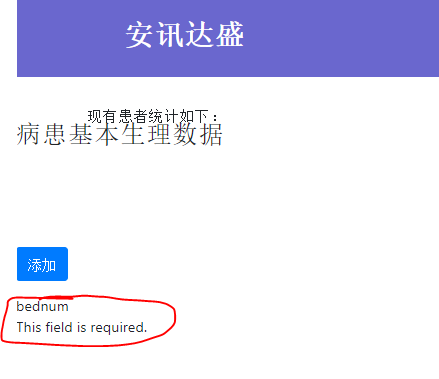 安讯达盛
现有患者统计如下：
病患基本生理数据
添加
bednum
This field is required.